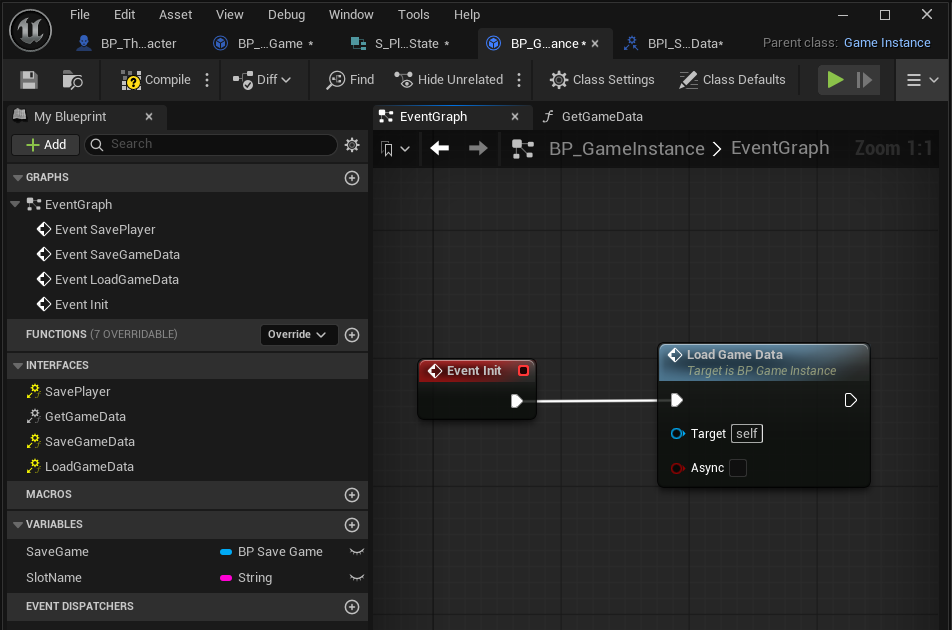 File Edit Asset View Debug Window Tools Help
BP_Th...acter BP_...Game * S_Pl...State * BP_G...ance* BPI_S...Data* Parent class: Game Instance
Compile Diff Find Hide Unrelated Class Settings Class Defaults
My Blueprint EventGraph GetGameData
Add Search BP_GameInstance > EventGraph Zoom 1:1
GRAPHS
EventGraph
Event SavePlayer
Event SaveGameData
Event LoadGameData
Event Init
FUNCTIONS (7 OVERRIDABLE) Override
INTERFACES
SavePlayer
GetGameData
SaveGameData
LoadGameData
MACROS
VARIABLES
SaveGame BP Save Game
SlotName String
EVENT DISPATCHERS
Event Init
Load Game Data
Target is BP Game Instance
Target self
Async